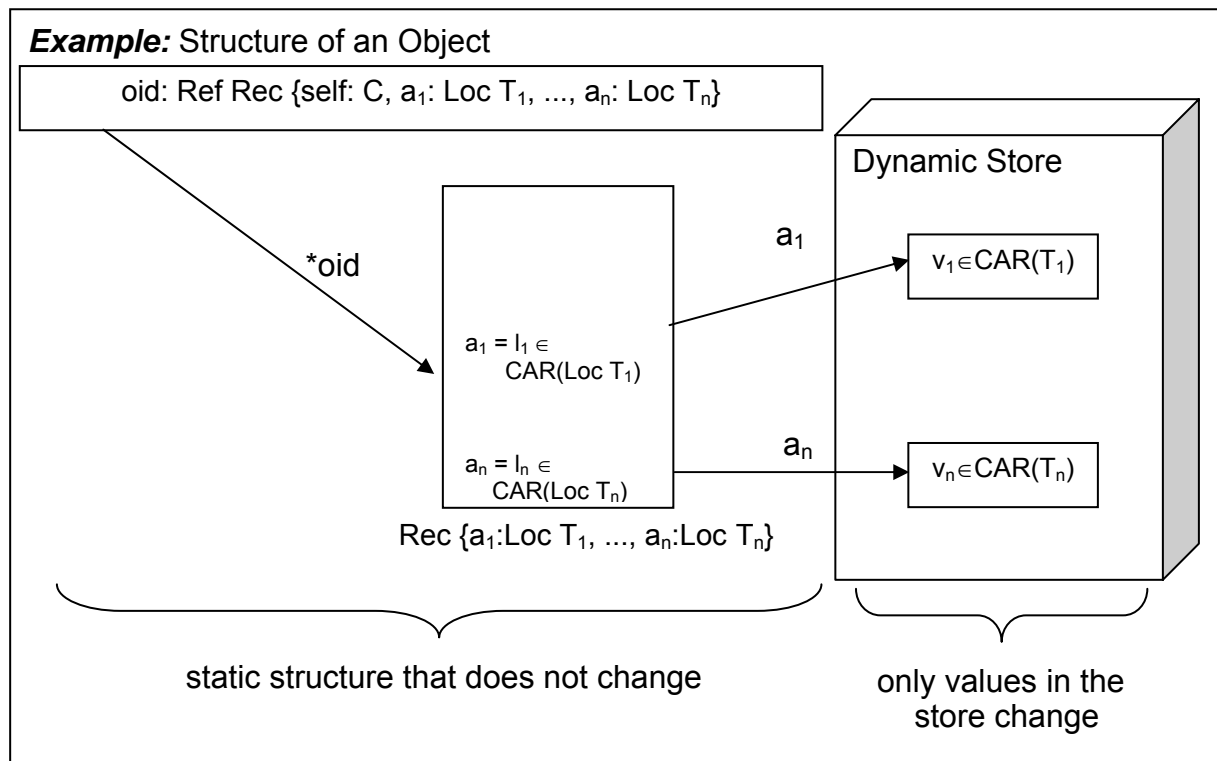 Example: Structure of an Object
oid: Ref Rec {self: C, a₁: Loc T₁, ..., aₙ: Loc Tₙ}
Dynamic Store
a₁
v₁∈CAR(T₁)
*oid
a₁ = l₁ ∈
CAR(Loc T₁)
aₙ
aₙ = lₙ ∈
CAR(Loc Tₙ)
vₙ∈CAR(Tₙ)
Rec {a₁:Loc T₁, ..., aₙ:Loc Tₙ}
static structure that does not change
only values in the
store change